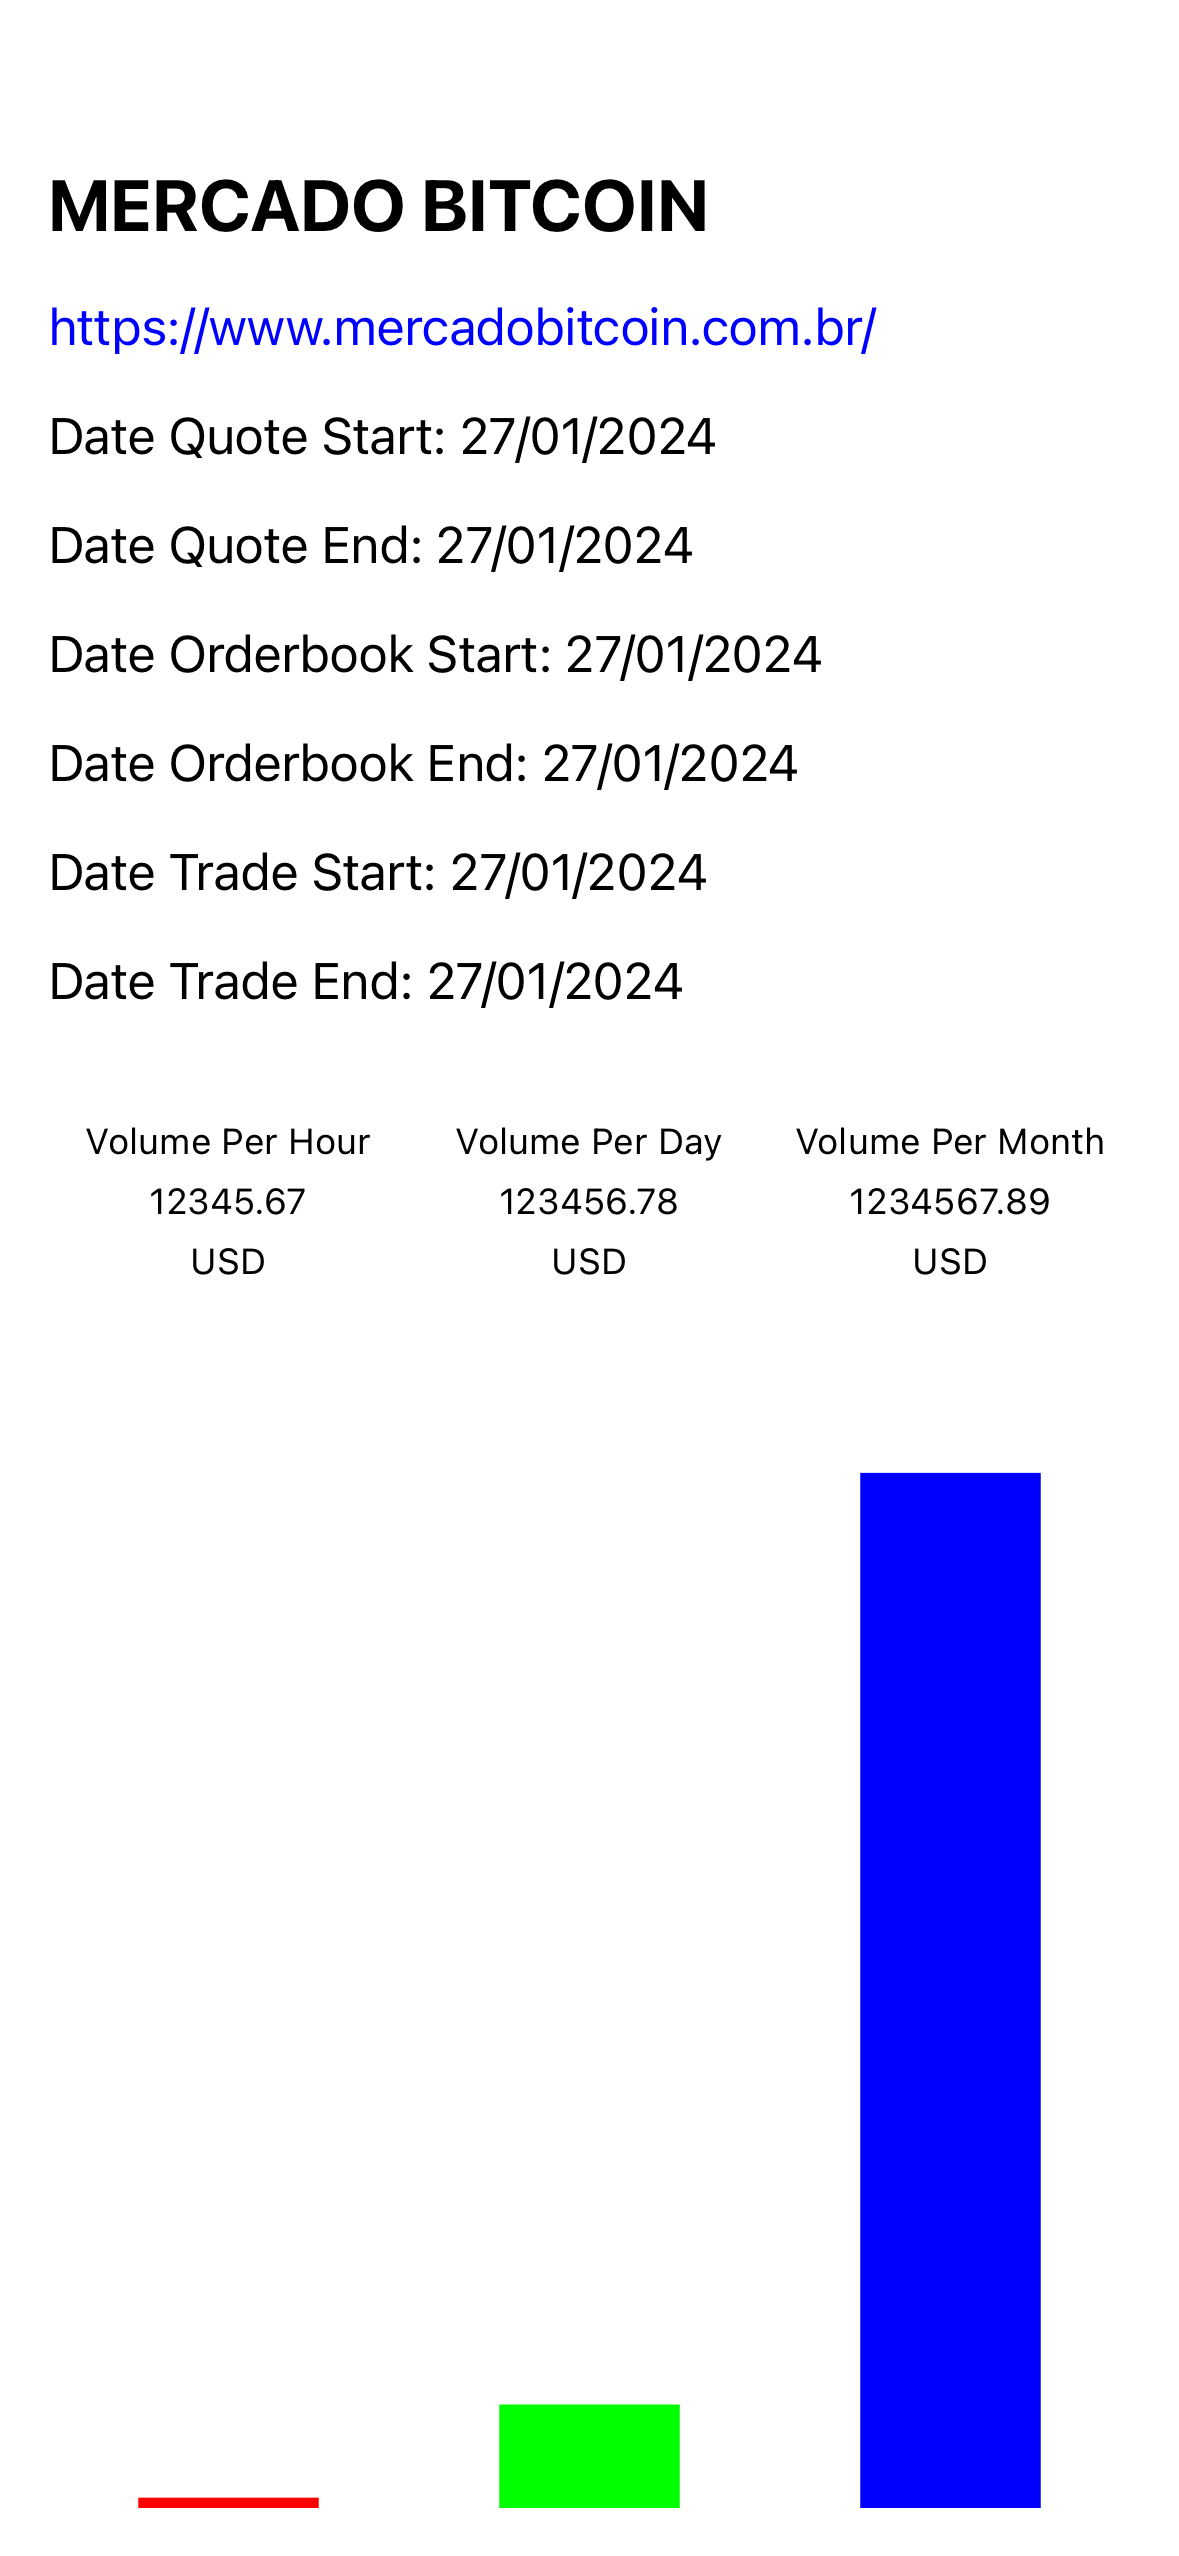 MERCADO BITCOIN
https://www.mercadobitcoin.com.br/
Date Quote Start: 27/01/2024
Date Quote End: 27/01/2024
Date Orderbook Start: 27/01/2024
Date Orderbook End: 27/01/2024
Date Trade Start: 27/01/2024
Date Trade End: 27/01/2024
Volume Per Hour
12345.67
USD
Volume Per Day
123456.78
USD
Volume Per Month
1234567.89
USD